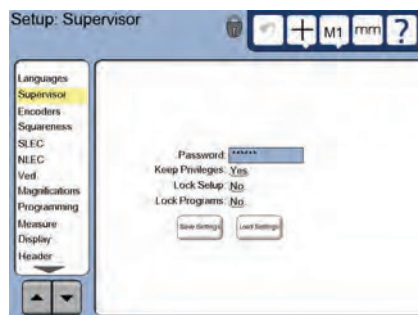 Setup: Supervisor
M1
mm
?
Languages
Supervisor
Encoders
Squareness
SLEC
NLEC
Ved
Magnifications
Programming
Measure
Display
Header
Password: *****
Keep Privileges: Yes
Lock Setup: No
Lock Programs: No
Save Settings
Load Settings